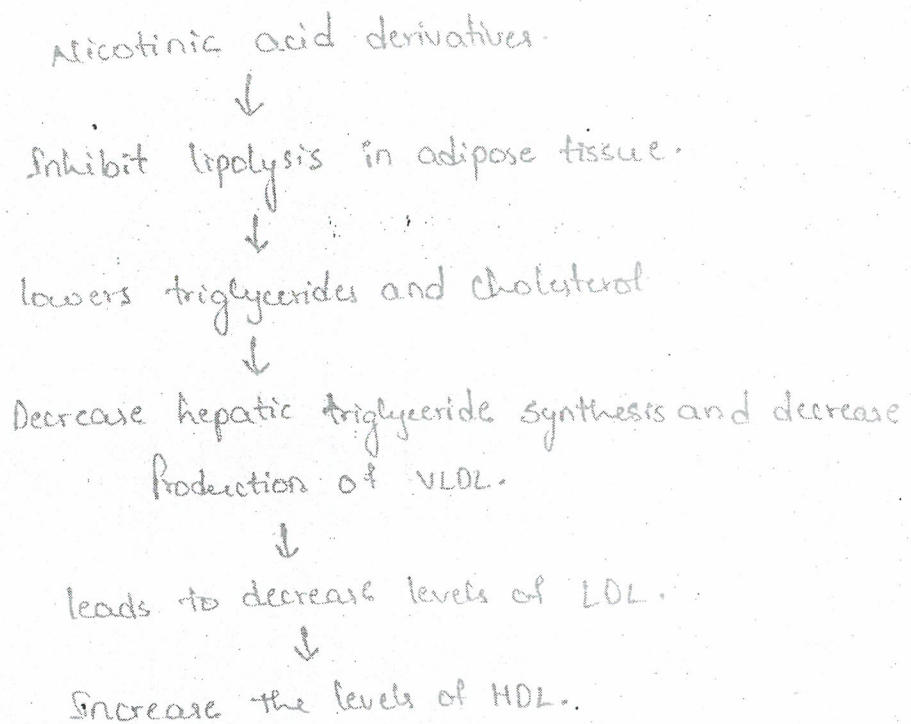 Nicotinic acid derivatives.
↓
Inhibit lipolysis in adipose tissue.
↓
lowers triglycerides and cholesterol
↓
Decrease hepatic triglyceride synthesis and decrease
Production of VLDL.
↓
leads to decrease levels of LDL.
↓
Increase the levels of HDL.